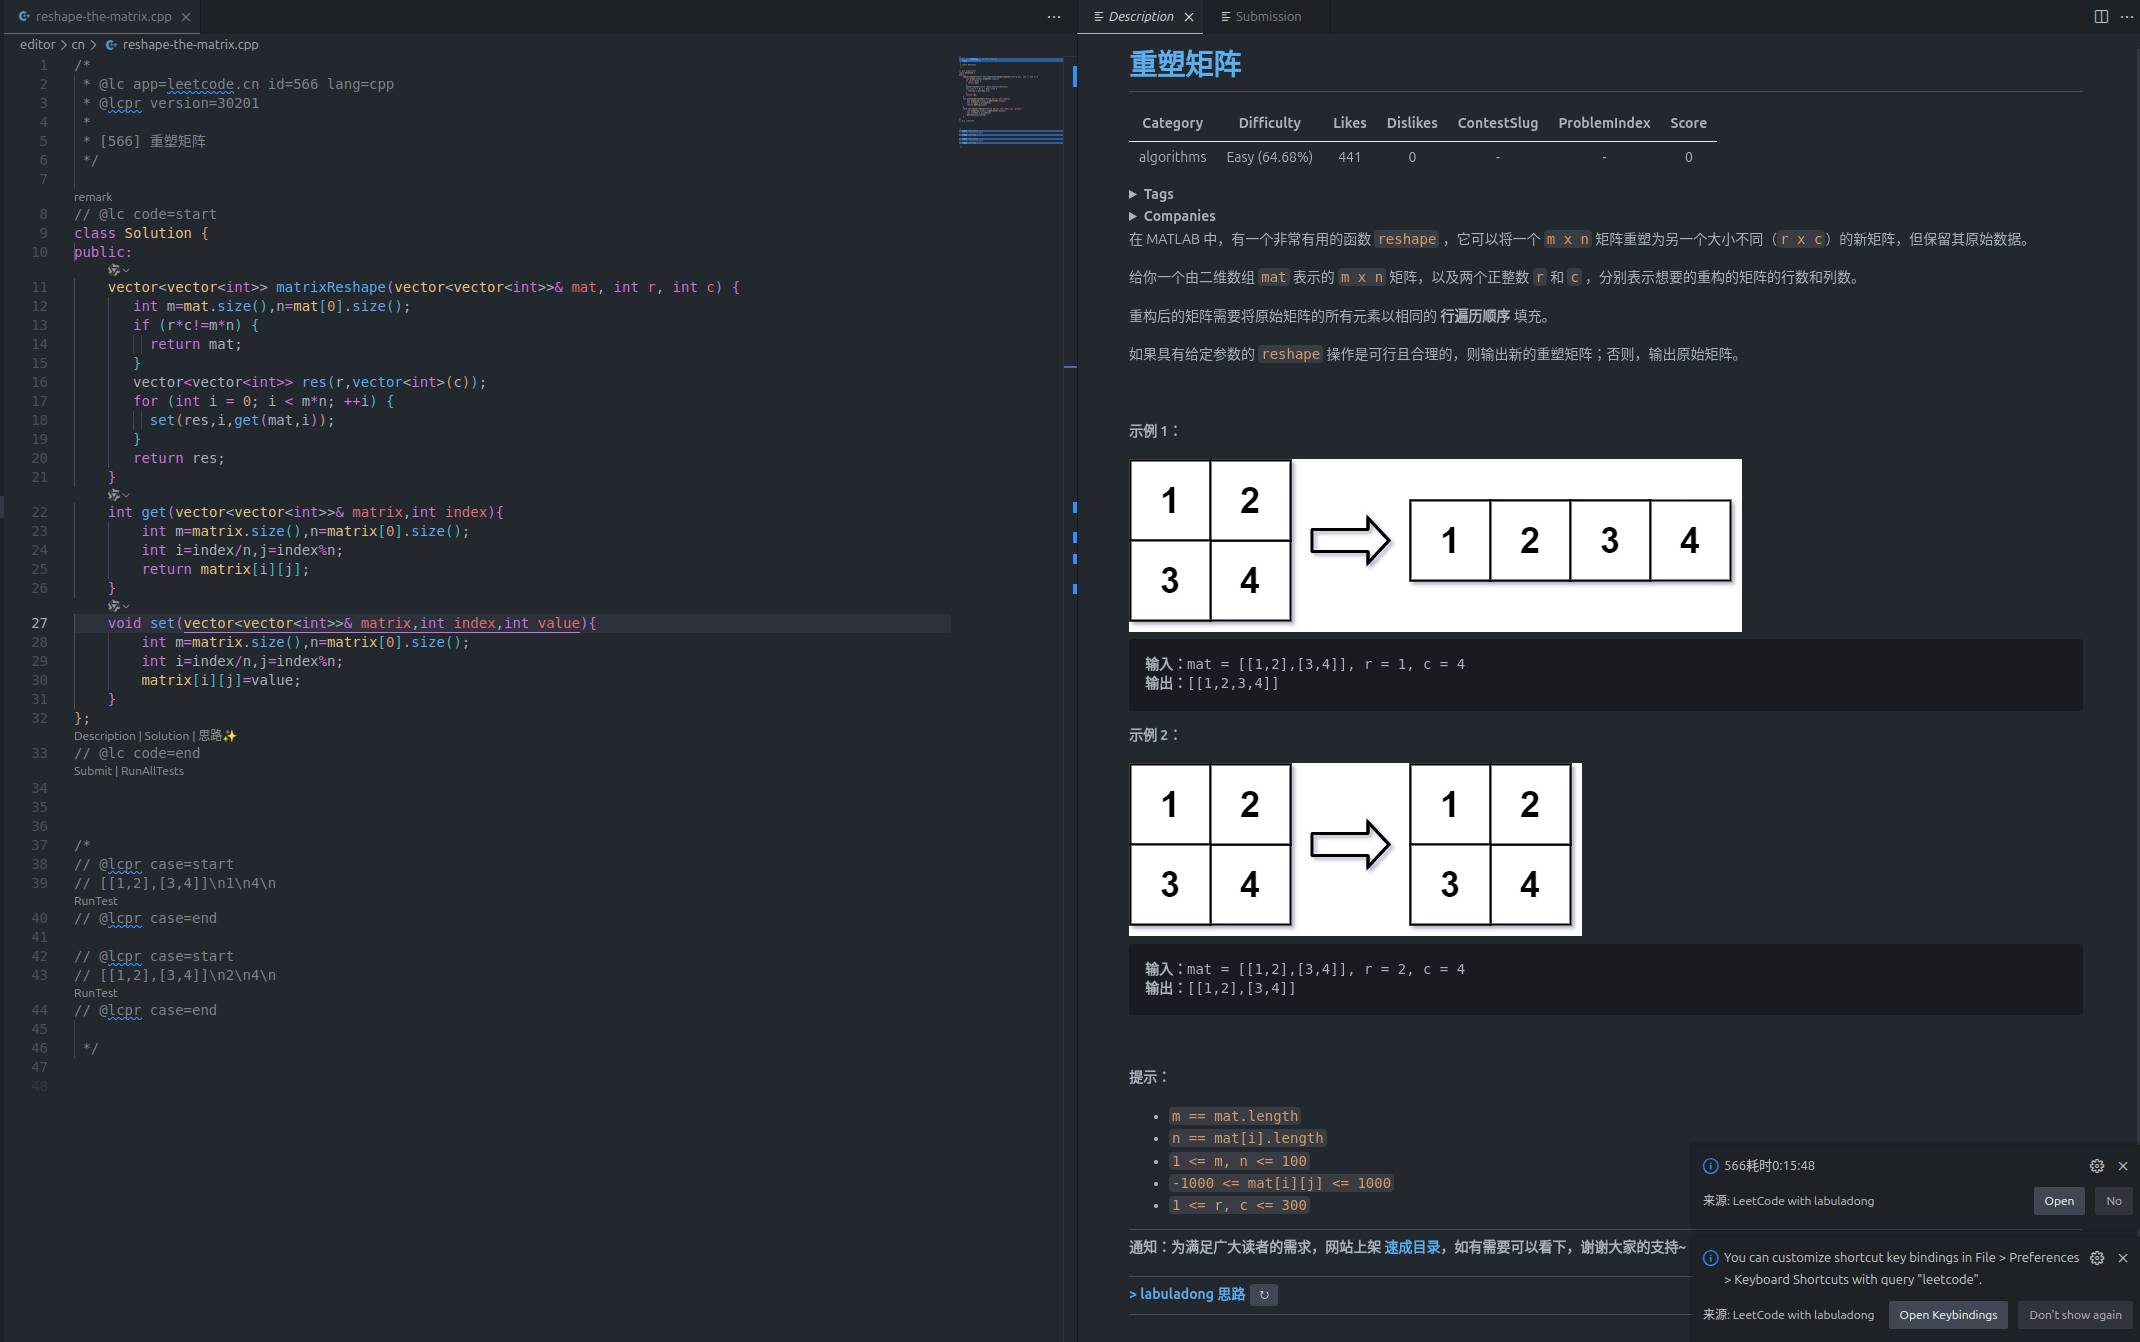 reshape-the-matrix.cpp
editor > cn > reshape-the-matrix.cpp
1 /*
2 * @lc app=leetcode.cn id=566 lang=cpp
3 * @lcpr version=30201
4 *
5 * [566] 重塑矩阵
6 */
7
remark
8 // @lc code=start
9 class Solution {
10 public:
11 vector<vector<int>> matrixReshape(vector<vector<int>>& mat, int r, int c) {
12 int m=mat.size(),n=mat[0].size();
13 if (r*c!=m*n) {
14 return mat;
15 }
16 vector<vector<int>> res(r,vector<int>(c));
17 for (int i = 0; i < m*n; ++i) {
18 set(res,i,get(mat,i));
19 }
20 return res;
21 }
22 int get(vector<vector<int>>& matrix,int index){
23 int m=matrix.size(),n=matrix[0].size();
24 int i=index/n,j=index%n;
25 return matrix[i][j];
26 }
27 void set(vector<vector<int>>& matrix,int index,int value){
28 int m=matrix.size(),n=matrix[0].size();
29 int i=index/n,j=index%n;
30 matrix[i][j]=value;
31 }
32 };
Description | Solution | 思路✨
33 // @lc code=end
Submit | RunAllTests
34
35
36
37 /*
38 // @lcpr case=start
39 // [[1,2],[3,4]]\n1\n4\n
RunTest
40 // @lcpr case=end
41
42 // @lcpr case=start
43 // [[1,2],[3,4]]\n2\n4\n
RunTest
44 // @lcpr case=end
45
46 */
47
48
Description Submission
重塑矩阵
Category Difficulty Likes Dislikes ContestSlug ProblemIndex Score
algorithms Easy (64.68%) 441 0 - - 0
Tags
Companies
在 MATLAB 中，有一个非常有用的函数 reshape ，它可以将一个 m x n 矩阵重塑为另一个大小不同（r x c）的新矩阵，但保留其原始数据。
给你一个由二维数组 mat 表示的 m x n 矩阵，以及两个正整数 r 和 c ，分别表示想要的重构的矩阵的行数和列数。
重构后的矩阵需要将原始矩阵的所有元素以相同的 行遍历顺序 填充。
如果具有给定参数的 reshape 操作是可行且合理的，则输出新的重塑矩阵；否则，输出原始矩阵。
示例 1：
1 2
3 4
1 2 3 4
输入：mat = [[1,2],[3,4]], r = 1, c = 4
输出：[[1,2,3,4]]
示例 2：
1 2
3 4
1 2
3 4
输入：mat = [[1,2],[3,4]], r = 2, c = 4
输出：[[1,2],[3,4]]
提示：
• m == mat.length
• n == mat[i].length
• 1 <= m, n <= 100
• -1000 <= mat[i][j] <= 1000
• 1 <= r, c <= 300
通知：为满足广大读者的需求，网站上架 速成目录，如有需要可以看下，谢谢大家的支持~
> labuladong 思路
566耗时0:15:48
来源: LeetCode with labuladong
Open No
You can customize shortcut key bindings in File > Preferences
> Keyboard Shortcuts with query "leetcode".
来源: LeetCode with labuladong
Open Keybindings Don't show again